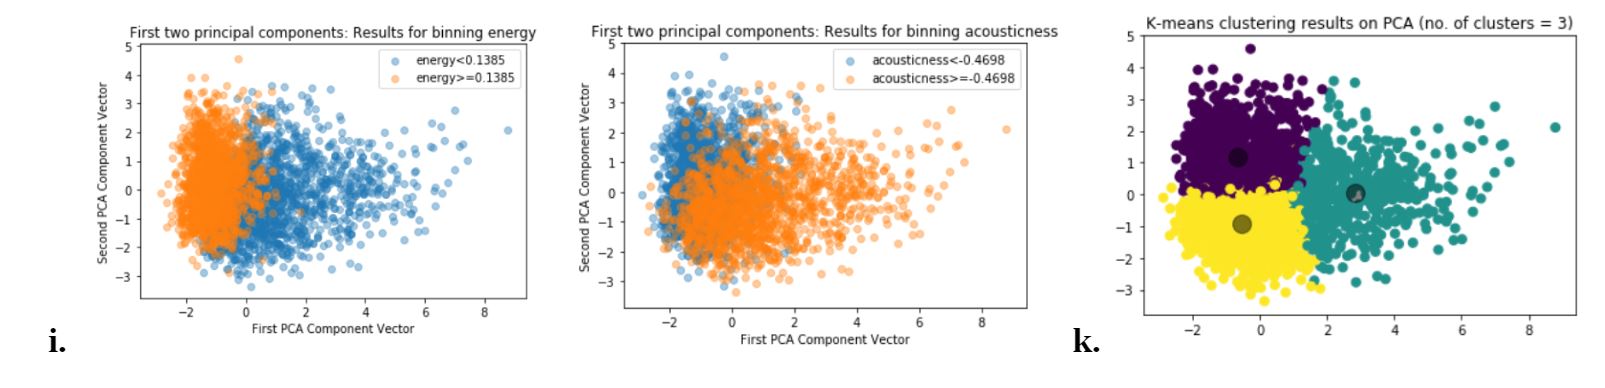 First two principal components: Results for binning energy
energy<0.1385
energy>=0.1385
5
4
3
2
1
0
−1
−2
−3
Second PCA Component Vector
−2 0 2 4 6 8
First PCA Component Vector
i.
First two principal components: Results for binning acousticness
acousticness<-0.4698
acousticness>=-0.4698
5
4
3
2
1
0
−1
−2
−3
Second PCA Component Vector
−2 0 2 4 6 8
First PCA Component Vector
k.
K-means clustering results on PCA (no. of clusters = 3)
5
4
3
2
1
0
−1
−2
−3
−2 0 2 4 6 8